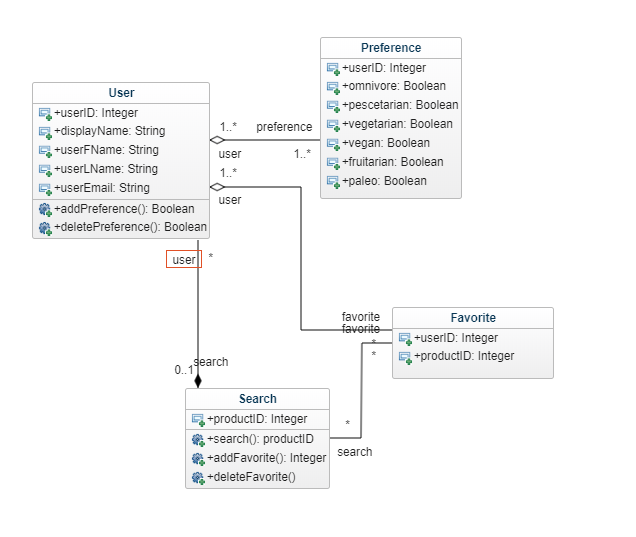 Preference
+userID: Integer
+omnivore: Boolean
+pescetarian: Boolean
+vegetarian: Boolean
+vegan: Boolean
+fruitarian: Boolean
+paleo: Boolean
User
+userID: Integer
+displayName: String
+userFName: String
+userLName: String
+userEmail: String
+addPreference(): Boolean
+deletePreference(): Boolean
1..* preference
user 1..*
1..*
user
user *
favorite
favorite
*
*
Favorite
+userID: Integer
+productID: Integer
search
0..1
Search
+productID: Integer
+search(): productID
+addFavorite(): Integer
+deleteFavorite()
*
search